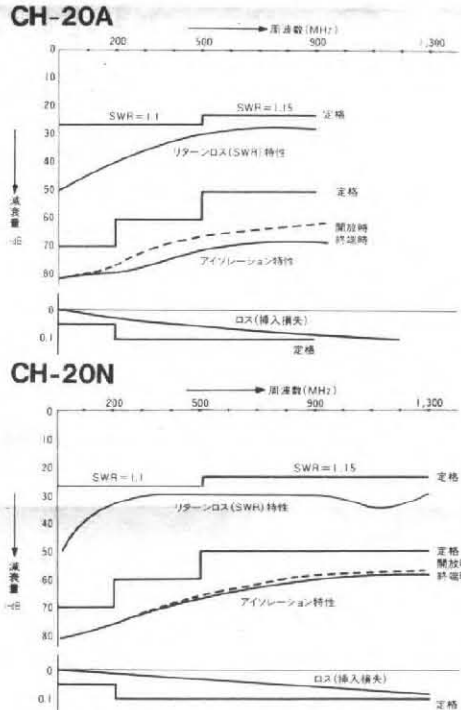 CH-20A
周波数(MHz)
200 500 900 1,300
0
10
20
30
40
50
60
70
80
減衰量
dB
SWR=1.1
SWR=1.15
定格
リターンロス(SWR)特性
定格
開放時
終端時
アイソレーション特性
0
0.1
ロス(挿入損失)
定格
CH-20N
周波数(MHz)
200 500 900 1,300
0
10
20
30
40
50
60
70
80
減衰量
dB
SWR=1.1
SWR=1.15
定格
リターンロス(SWR)特性
定格
開放時
終端時
アイソレーション特性
0
0.1
ロス(挿入損失)
定格